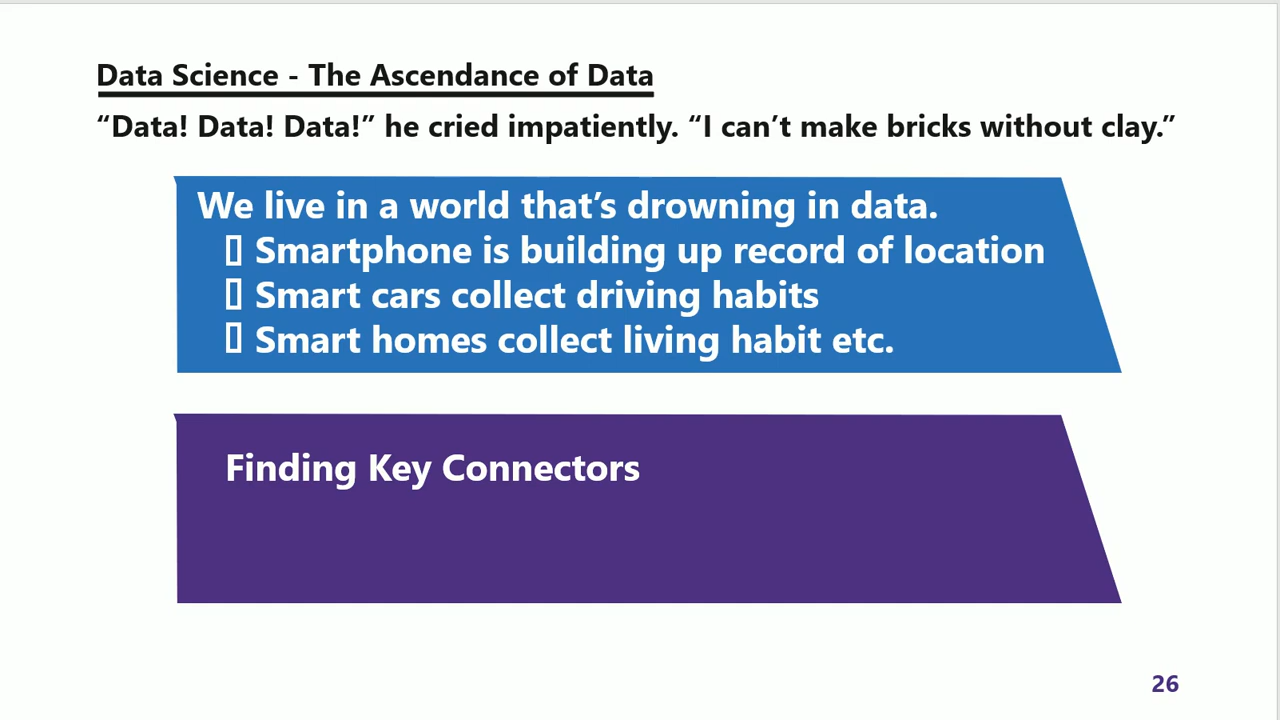 Data Science - The Ascendance of Data
“Data! Data! Data!” he cried impatiently. “I can’t make bricks without clay.”
We live in a world that’s drowning in data.
▯ Smartphone is building up record of location
▯ Smart cars collect driving habits
▯ Smart homes collect living habit etc.
Finding Key Connectors
26